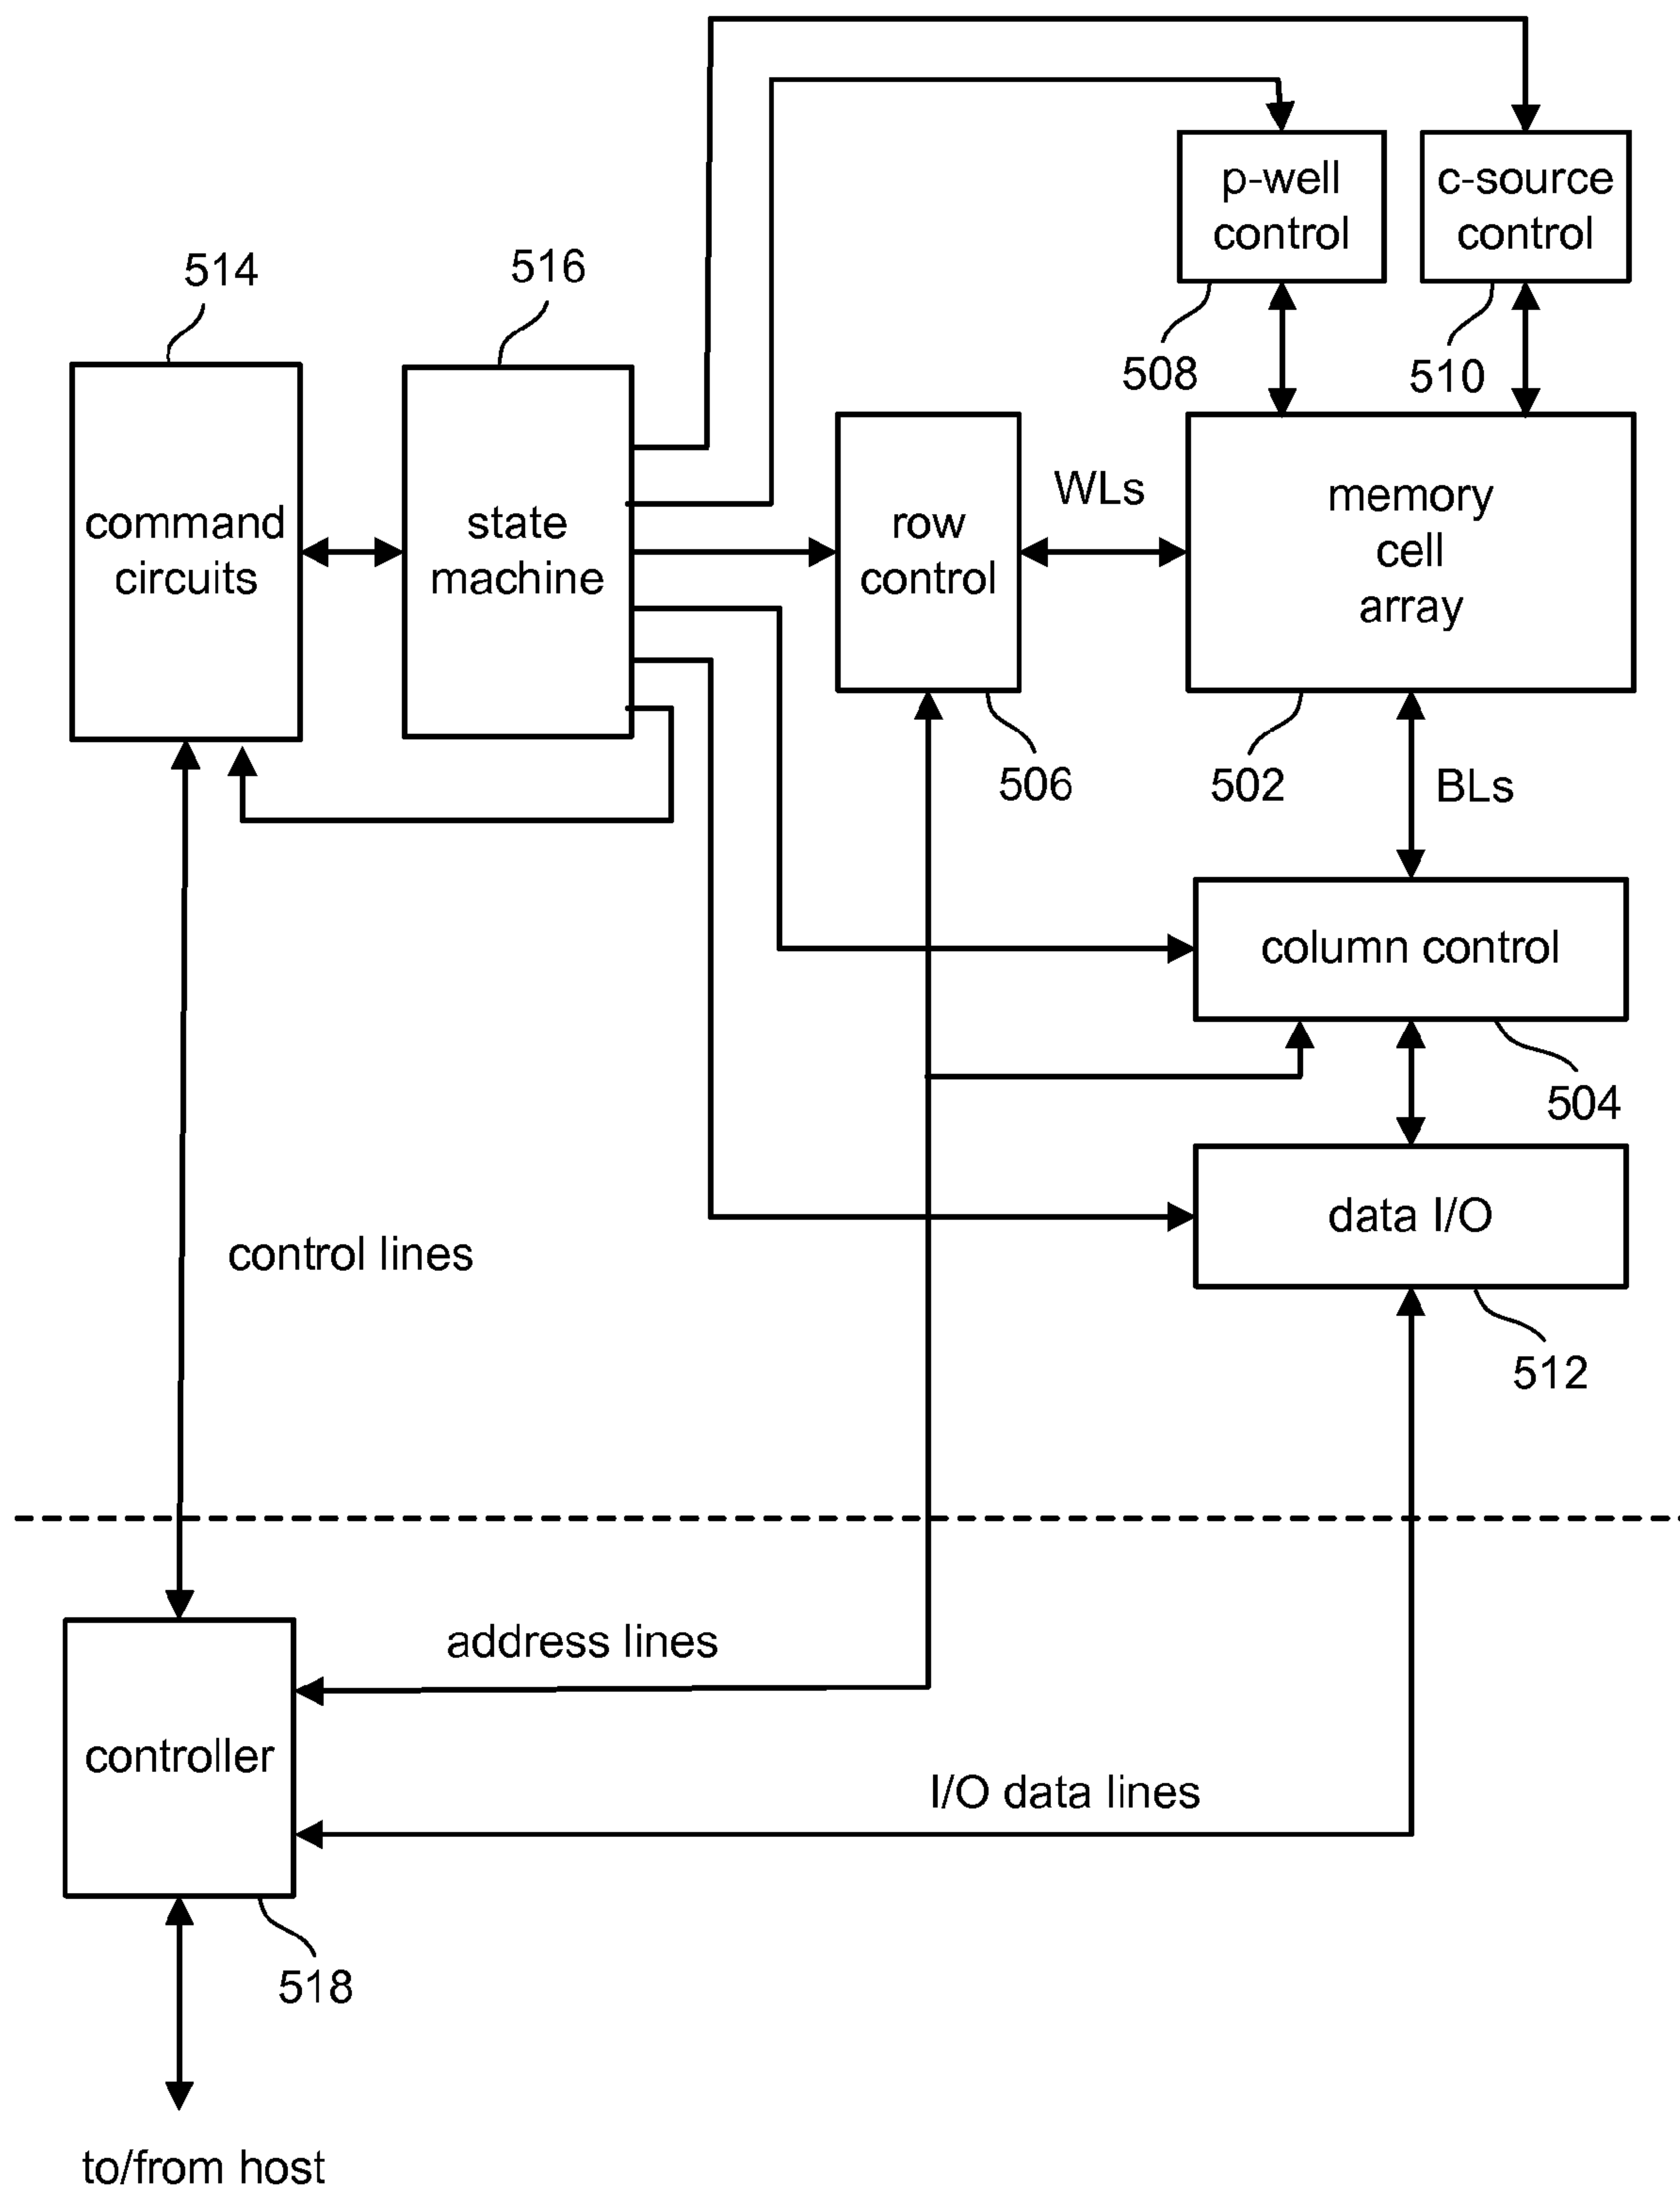 p-well
control
c-source
control
514
516
508
510
command
circuits
state
machine
row
control
WLs
memory
cell
array
506
502
BLs
column control
504
data I/O
control lines
512
address lines
controller
I/O data lines
518
to/from host